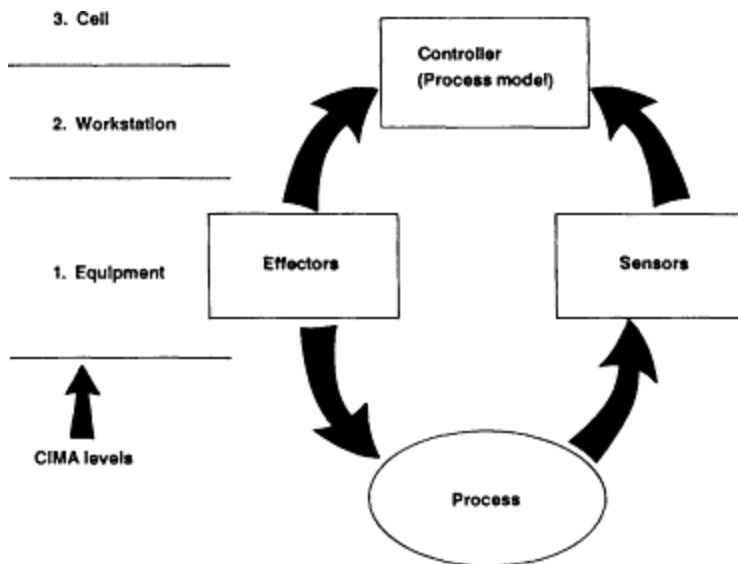 3. Cell
Controller
(Process model)
2. Workstation
Effectors
Sensors
1. Equipment
CIMA levels
Process